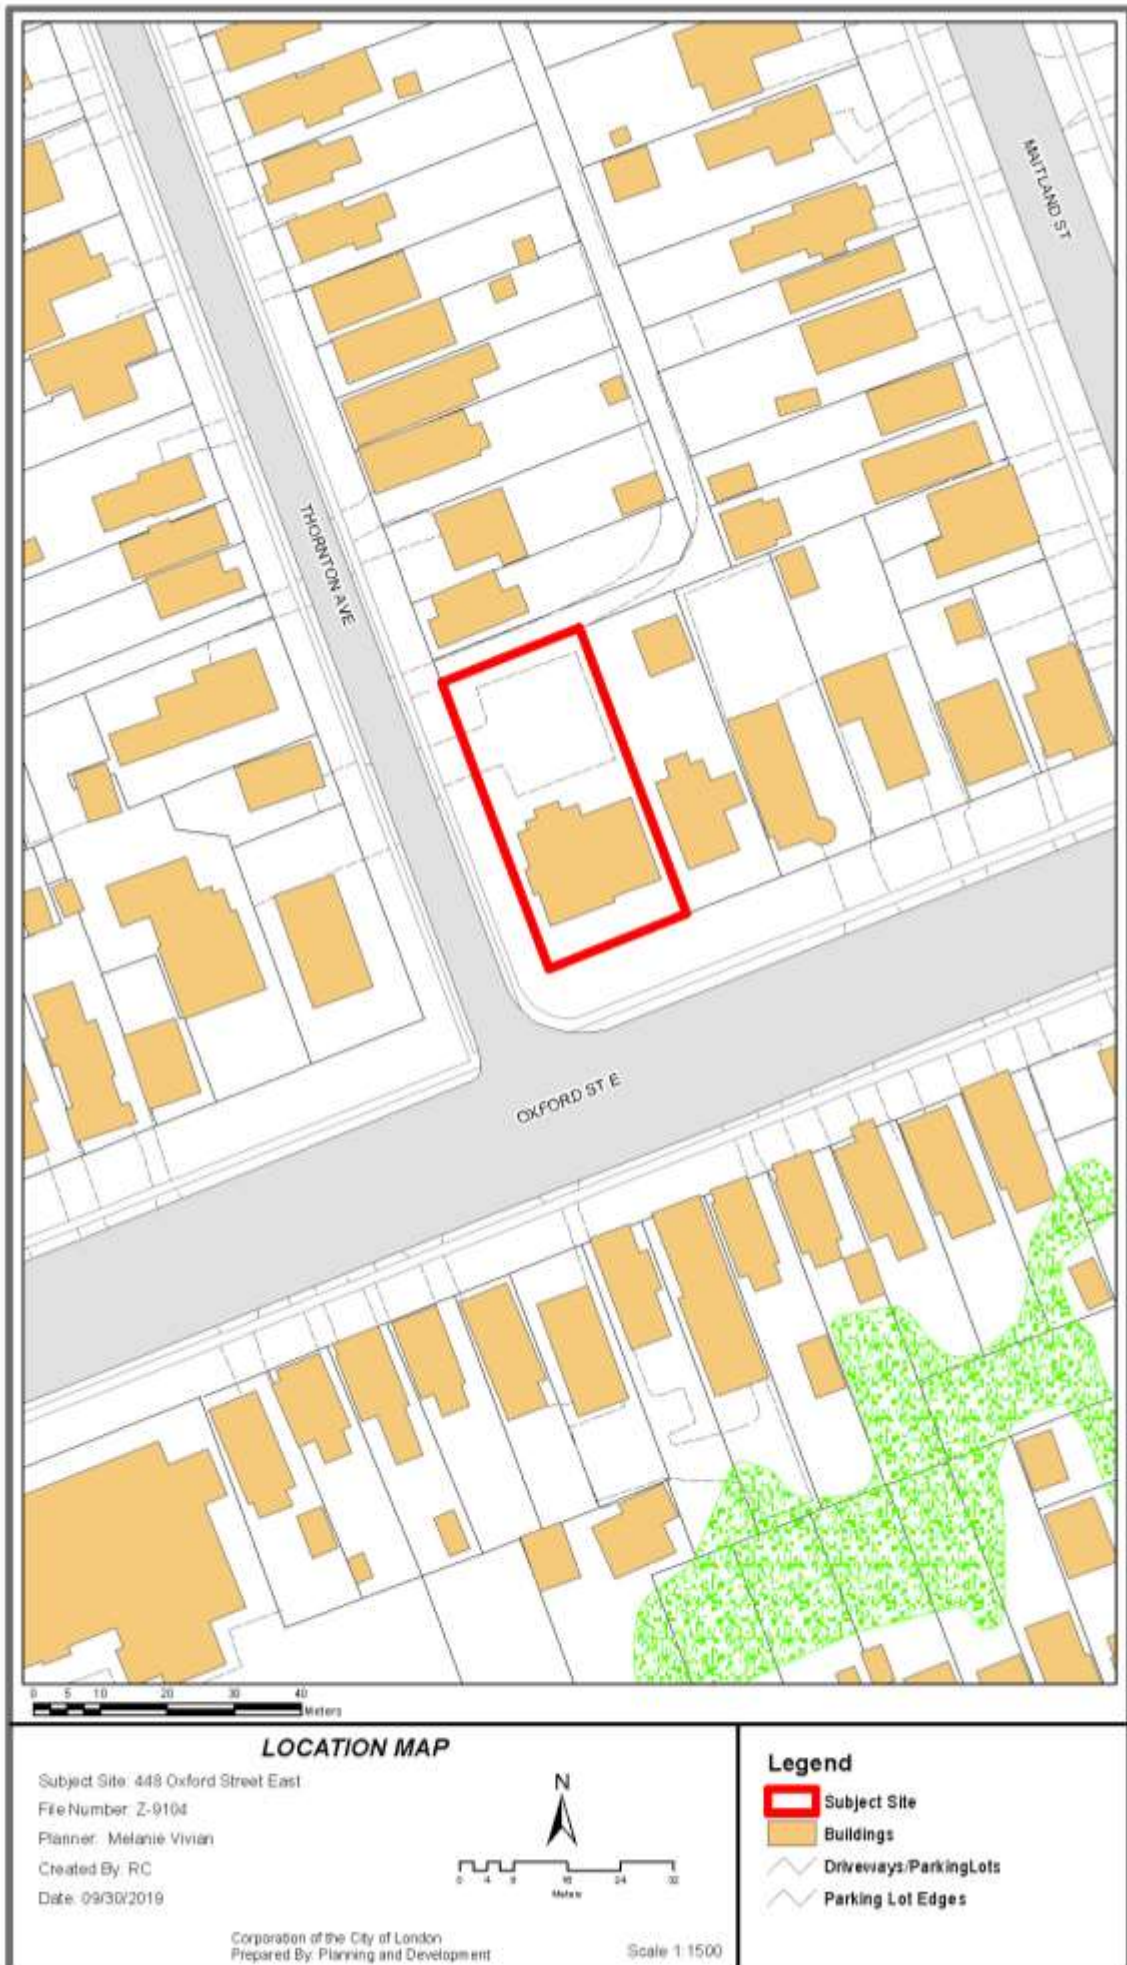 MAITLAND ST
THORNTON AVE
OXFORD ST E
0 5 10 20 30 40
Meters
LOCATION MAP
Subject Site: 448 Oxford Street East
File Number: Z-9104
Planner: Melanie Vivian
Created By: RC
Date: 09/30/2019
N
0 4 8 16 24 32
Meters
Corporation of the City of London
Prepared By: Planning and Development
Scale 1:1500
Legend
Subject Site
Buildings
Driveways/ParkingLots
Parking Lot Edges